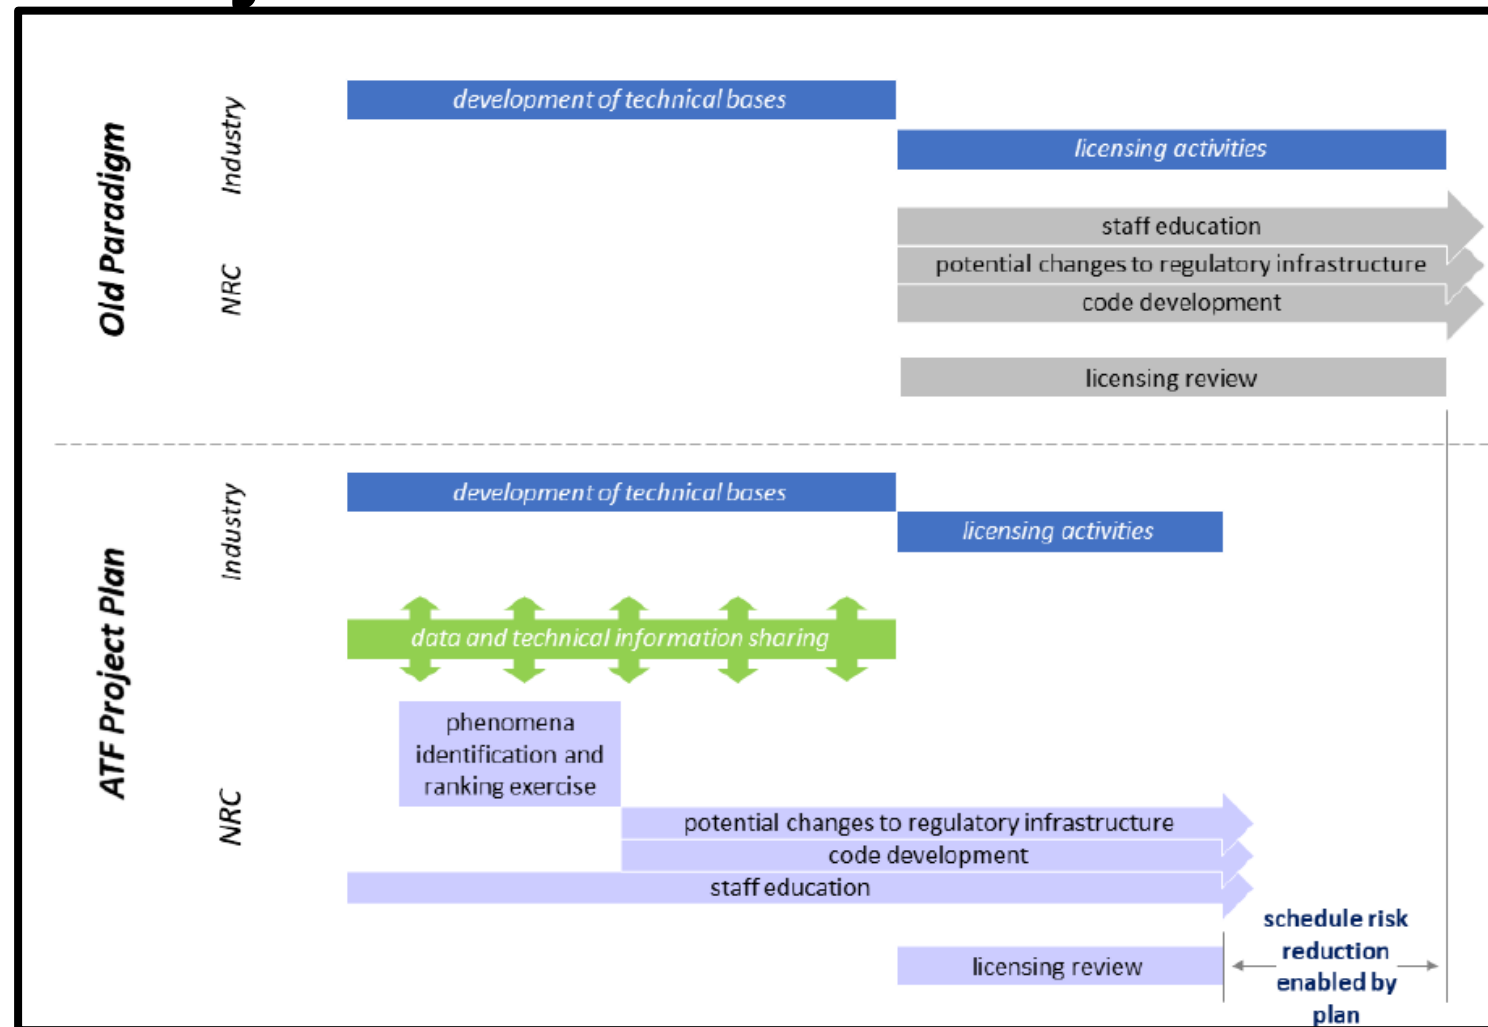 Old Paradigm
Industry
development of technical bases
licensing activities
NRC
staff education
potential changes to regulatory infrastructure
code development
licensing review
ATF Project Plan
Industry
development of technical bases
licensing activities
data and technical information sharing
NRC
phenomena
identification and
ranking exercise
potential changes to regulatory infrastructure
code development
staff education
licensing review
schedule risk
reduction
enabled by
plan